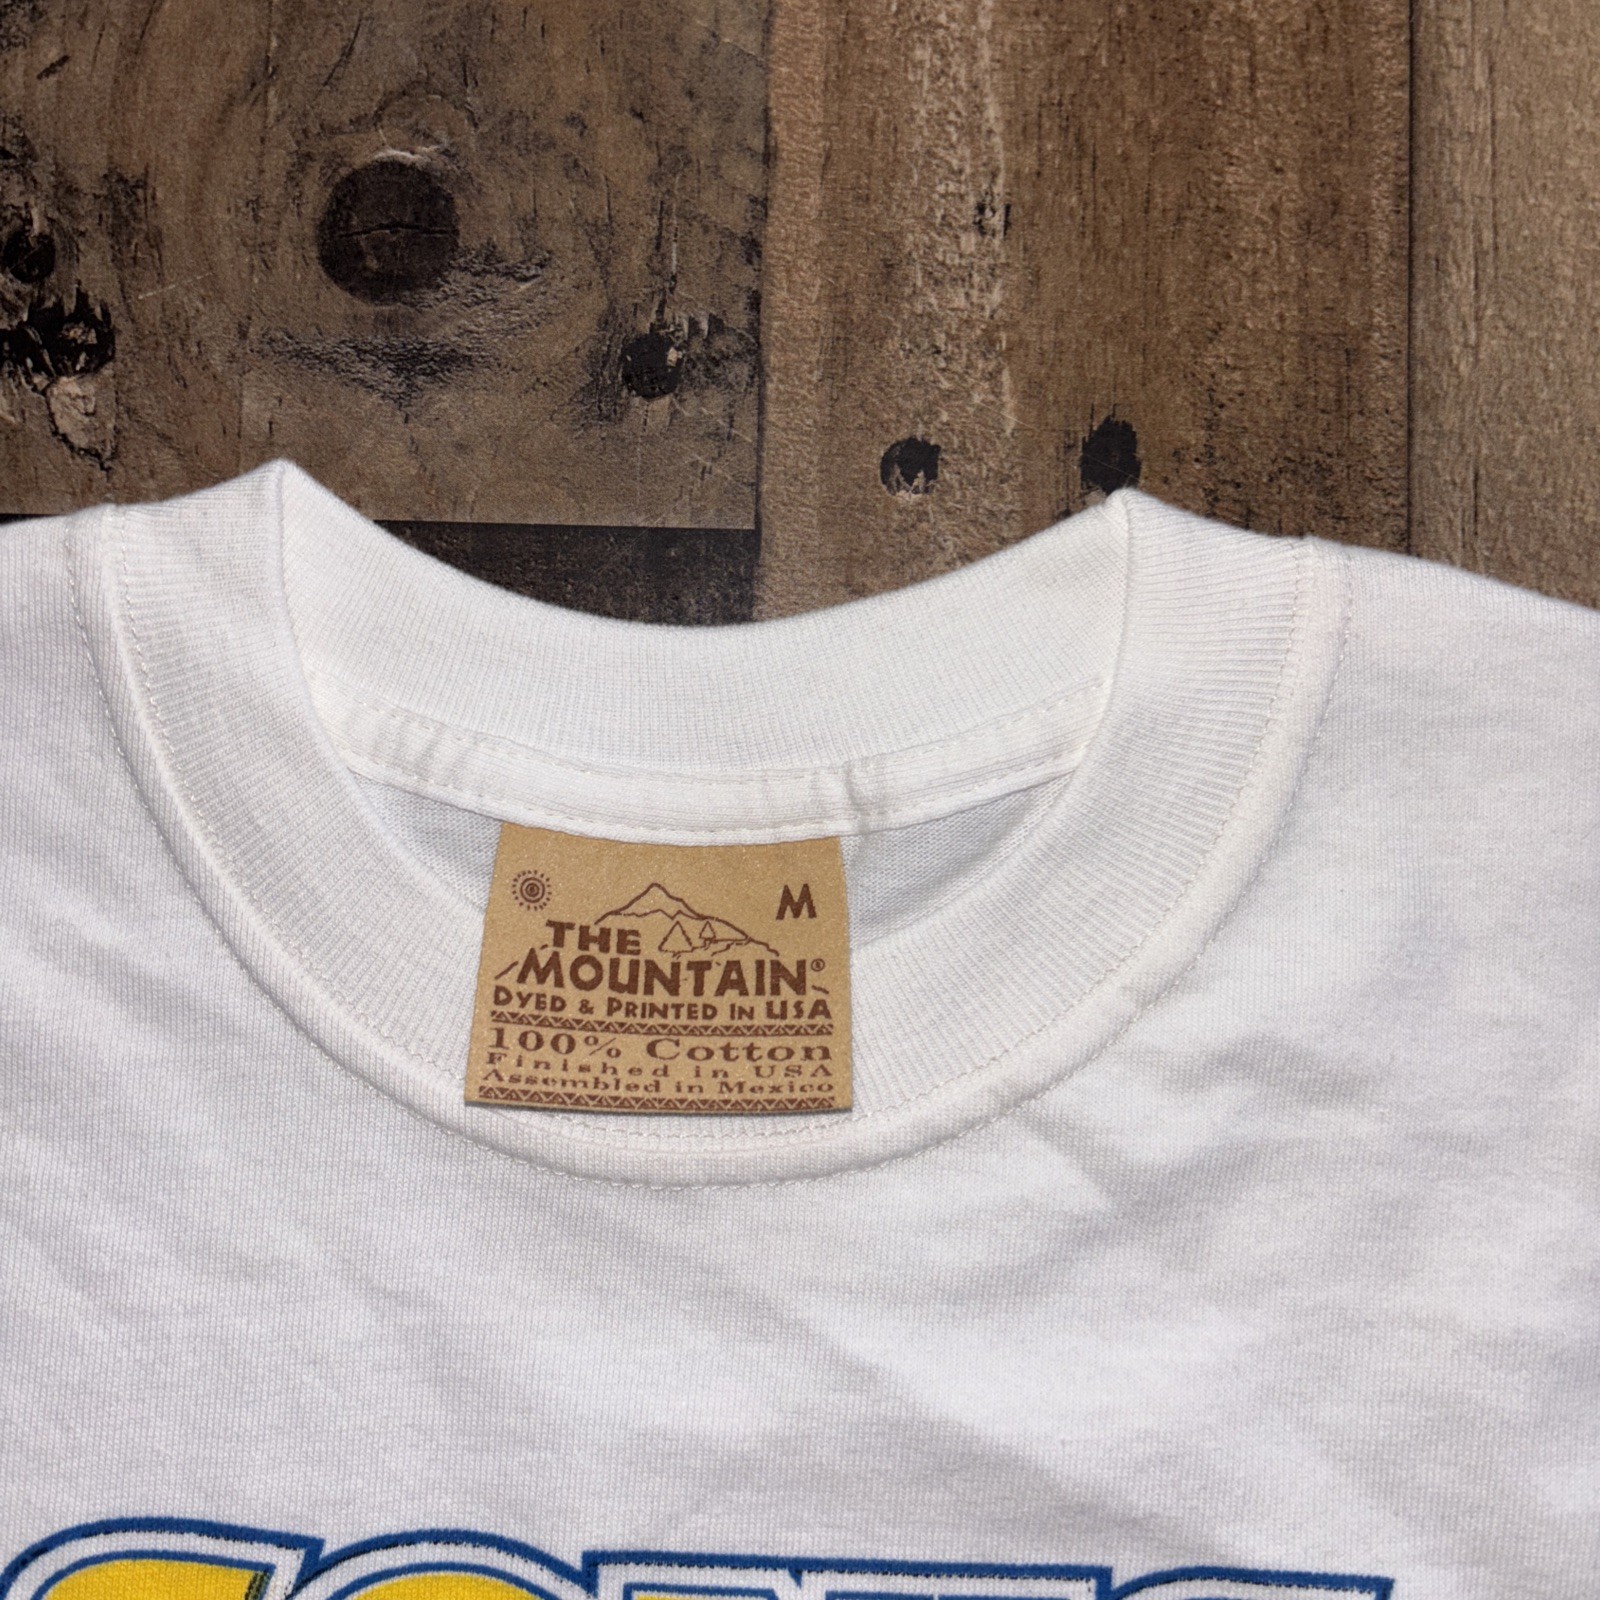 M
THE
MOUNTAIN®
DYED & PRINTED IN USA
100% Cotton
Finished in USA
Assembled in Mexico